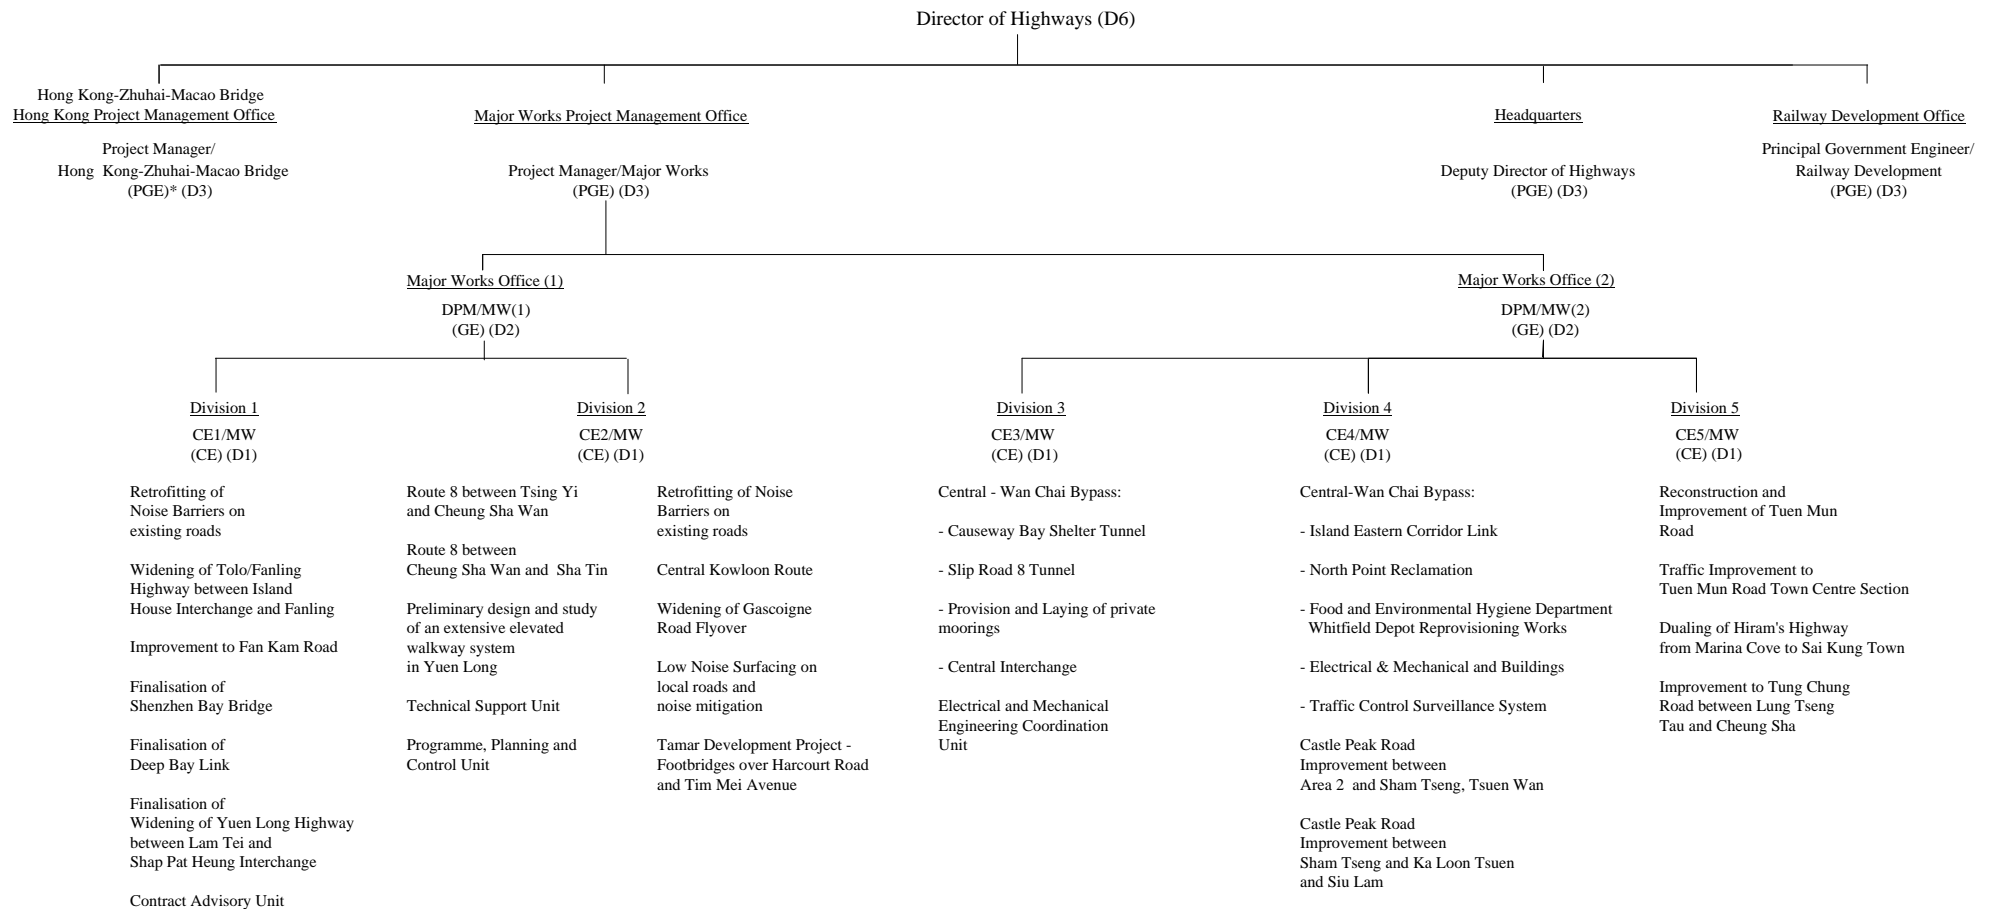 Director of Highways (D6)
Hong Kong-Zhuhai-Macao Bridge
Hong Kong Project Management Office
Project Manager/
Hong Kong-Zhuhai-Macao Bridge
(PGE)* (D3)
Major Works Project Management Office
Project Manager/Major Works
(PGE) (D3)
Headquarters
Deputy Director of Highways
(PGE) (D3)
Railway Development Office
Principal Government Engineer/
Railway Development
(PGE) (D3)
Major Works Office (1)
DPM/MW(1)
(GE) (D2)
Major Works Office (2)
DPM/MW(2)
(GE) (D2)
Division 1
CE1/MW
(CE) (D1)
Retrofitting of
Noise Barriers on
existing roads
Widening of Tolo/Fanling
Highway between Island
House Interchange and Fanling
Improvement to Fan Kam Road
Finalisation of
Shenzhen Bay Bridge
Finalisation of
Deep Bay Link
Finalisation of
Widening of Yuen Long Highway
between Lam Tei and
Shap Pat Heung Interchange
Contract Advisory Unit
Division 2
CE2/MW
(CE) (D1)
Route 8 between Tsing Yi
and Cheung Sha Wan
Route 8 between
Cheung Sha Wan and Sha Tin
Preliminary design and study
of an extensive elevated
walkway system
in Yuen Long
Technical Support Unit
Programme, Planning and
Control Unit
Retrofitting of Noise
Barriers on
existing roads
Central Kowloon Route
Widening of Gascoigne
Road Flyover
Low Noise Surfacing on
local roads and
noise mitigation
Tamar Development Project -
Footbridges over Harcourt Road
and Tim Mei Avenue
Division 3
CE3/MW
(CE) (D1)
Central - Wan Chai Bypass:
- Causeway Bay Shelter Tunnel
- Slip Road 8 Tunnel
- Provision and Laying of private
moorings
- Central Interchange
Electrical and Mechanical
Engineering Coordination
Unit
Division 4
CE4/MW
(CE) (D1)
Central-Wan Chai Bypass:
- Island Eastern Corridor Link
- North Point Reclamation
- Food and Environmental Hygiene Department
Whitfield Depot Reprovisioning Works
- Electrical & Mechanical and Buildings
- Traffic Control Surveillance System
Castle Peak Road
Improvement between
Area 2 and Sham Tseng, Tsuen Wan
Castle Peak Road
Improvement between
Sham Tseng and Ka Loon Tsuen
and Siu Lam
Division 5
CE5/MW
(CE) (D1)
Reconstruction and
Improvement of Tuen Mun
Road
Traffic Improvement to
Tuen Mun Road Town Centre Section
Dualing of Hiram's Highway
from Marina Cove to Sai Kung Town
Improvement to Tung Chung
Road between Lung Tseng
Tau and Cheung Sha